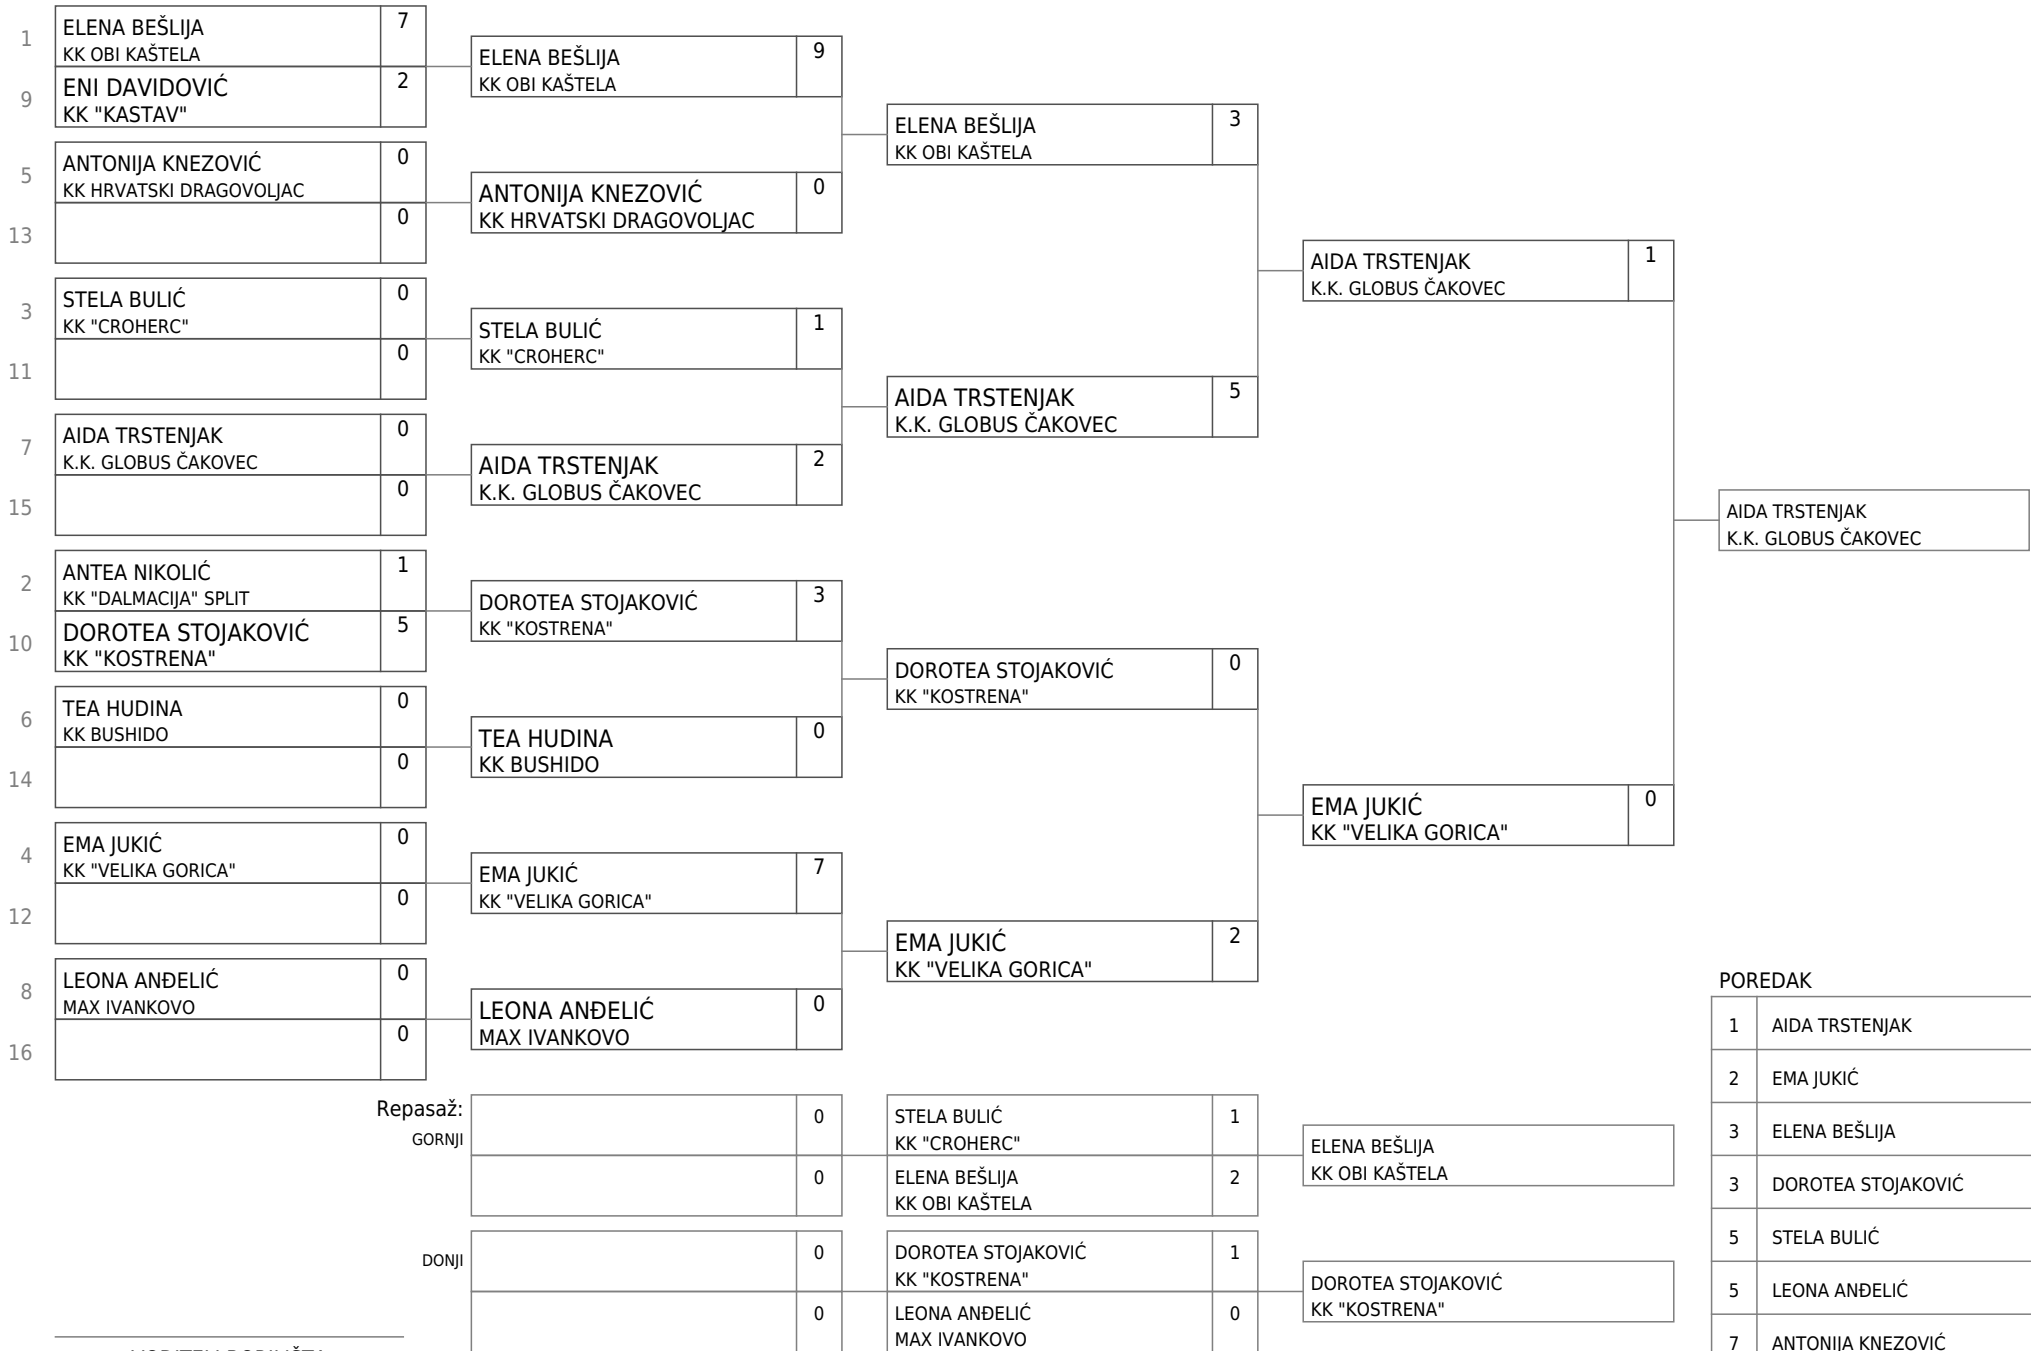 1
ELENA BEŠLIJA
KK OBI KAŠTELA
7
9
ENI DAVIDOVIĆ
KK "KASTAV"
2
5
ANTONIJA KNEZOVIĆ
KK HRVATSKI DRAGOVOLJAC
0
13
0
3
STELA BULIĆ
KK "CROHERC"
0
11
0
7
AIDA TRSTENJAK
K.K. GLOBUS ČAKOVEC
0
15
0
2
ANTEA NIKOLIĆ
KK "DALMACIJA" SPLIT
1
10
DOROTEA STOJAKOVIĆ
KK "KOSTRENA"
5
6
TEA HUDINA
KK BUSHIDO
0
14
0
4
EMA JUKIĆ
KK "VELIKA GORICA"
0
12
0
8
LEONA ANĐELIĆ
MAX IVANKOVO
0
16
0
ELENA BEŠLIJA
KK OBI KAŠTELA
9
ANTONIJA KNEZOVIĆ
KK HRVATSKI DRAGOVOLJAC
0
STELA BULIĆ
KK "CROHERC"
1
AIDA TRSTENJAK
K.K. GLOBUS ČAKOVEC
2
DOROTEA STOJAKOVIĆ
KK "KOSTRENA"
3
TEA HUDINA
KK BUSHIDO
0
EMA JUKIĆ
KK "VELIKA GORICA"
7
LEONA ANĐELIĆ
MAX IVANKOVO
0
ELENA BEŠLIJA
KK OBI KAŠTELA
3
AIDA TRSTENJAK
K.K. GLOBUS ČAKOVEC
5
DOROTEA STOJAKOVIĆ
KK "KOSTRENA"
0
EMA JUKIĆ
KK "VELIKA GORICA"
2
AIDA TRSTENJAK
K.K. GLOBUS ČAKOVEC
1
EMA JUKIĆ
KK "VELIKA GORICA"
0
AIDA TRSTENJAK
K.K. GLOBUS ČAKOVEC
Repasaž:
GORNJI
0
0
STELA BULIĆ
KK "CROHERC"
1
ELENA BEŠLIJA
KK OBI KAŠTELA
2
ELENA BEŠLIJA
KK OBI KAŠTELA
DONJI
0
0
DOROTEA STOJAKOVIĆ
KK "KOSTRENA"
1
LEONA ANĐELIĆ
MAX IVANKOVO
0
DOROTEA STOJAKOVIĆ
KK "KOSTRENA"
POREDAK
1 AIDA TRSTENJAK
2 EMA JUKIĆ
3 ELENA BEŠLIJA
3 DOROTEA STOJAKOVIĆ
5 STELA BULIĆ
5 LEONA ANĐELIĆ
7 ANTONIJA KNEZOVIĆ